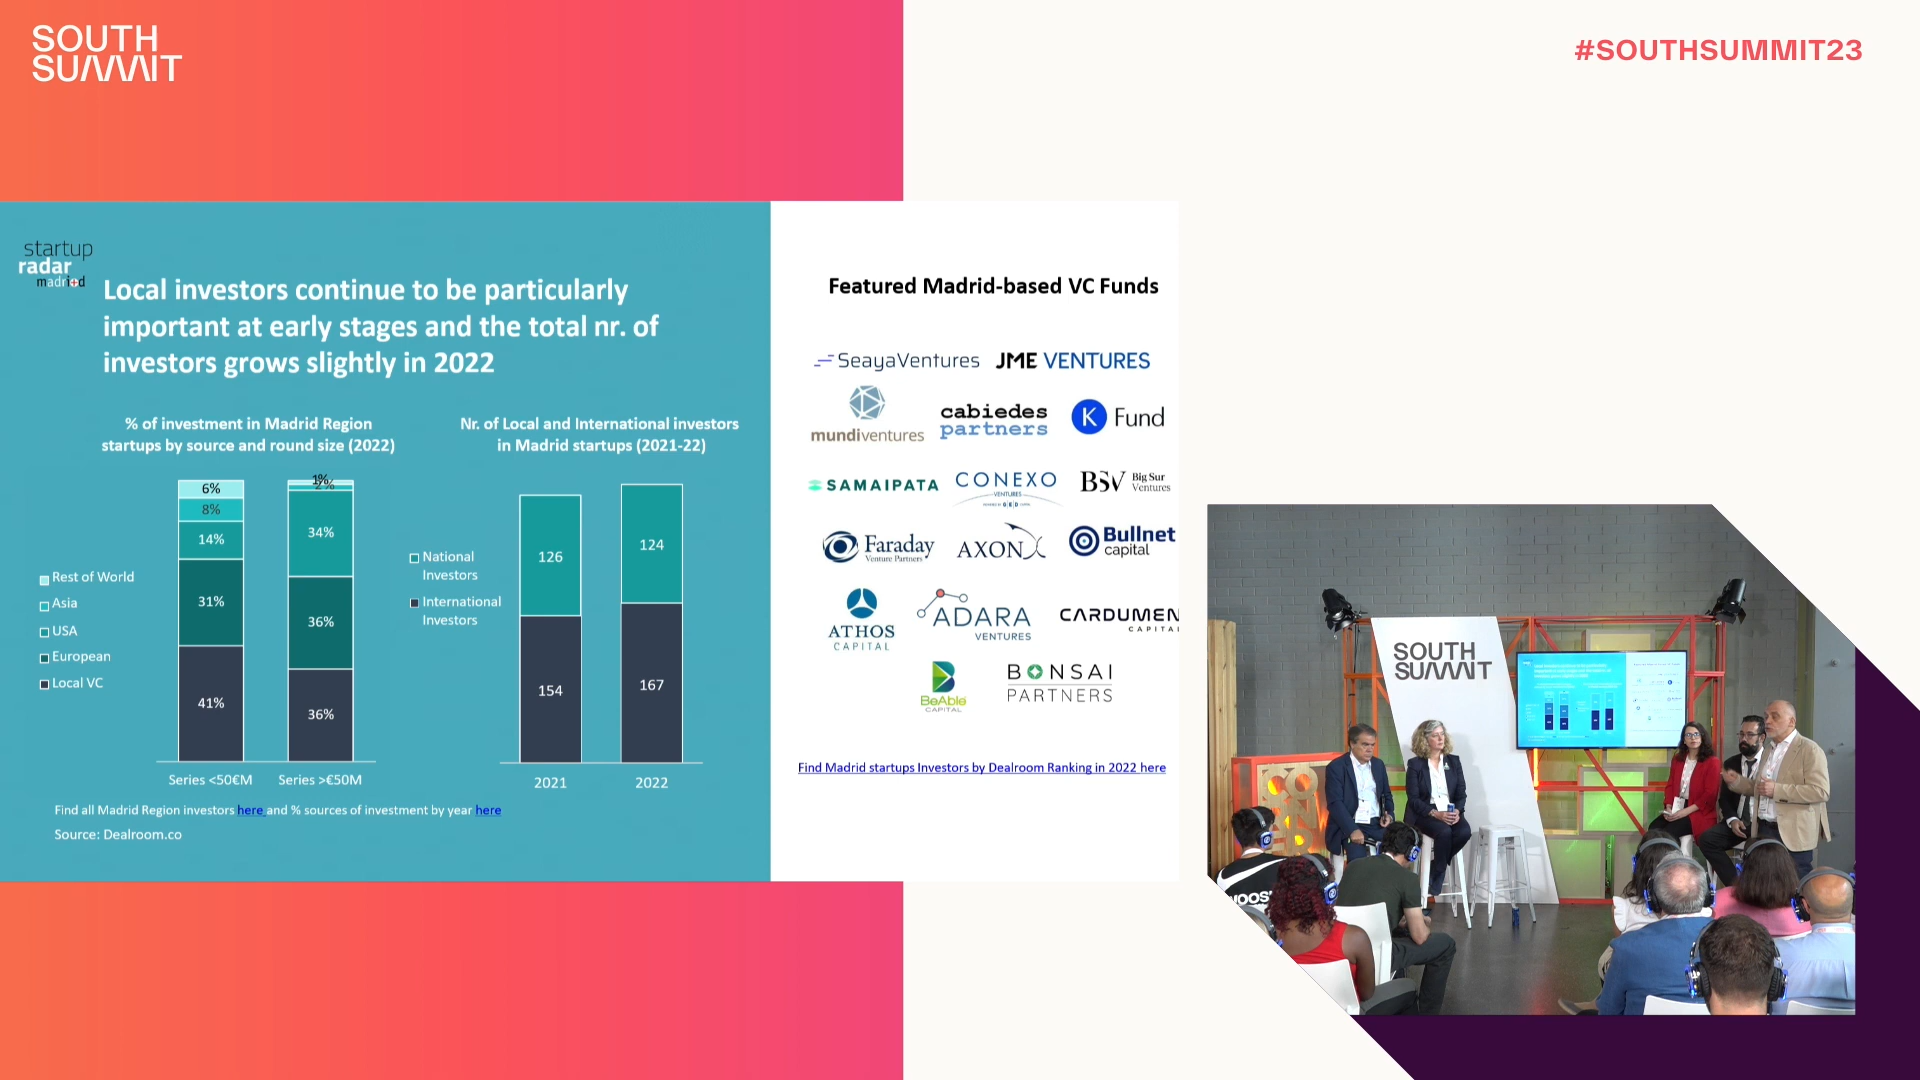 SOUTH
SUMMIT
#SOUTHSUMMIT23
startup
radar
madrid
Local investors continue to be particularly
important at early stages and the total nr. of
investors grows slightly in 2022
% of investment in Madrid Region
startups by source and round size (2022)
6%
8%
14%
31%
41%
1%
2%
34%
36%
36%
Rest of World
Asia
USA
European
Local VC
Series <50€M
Series >€50M
Nr. of Local and International investors
in Madrid startups (2021-22)
National
Investors
International
Investors
126
154
124
167
2021
2022
Find all Madrid Region investors here and % sources of investment by year here
Source: Dealroom.co
Featured Madrid-based VC Funds
SeayaVentures
JME VENTURES
mundiventures
cabiedes
partners
K Fund
SAMAIPATA
CONEXO
VENTURES
BSV Big Sur
Ventures
Faraday
Venture Partners
AXON
Bullnet
capital
ATHOS
CAPITAL
ADARA
VENTURES
CARDUMEN
CAPITAL
BeAble
CAPITAL
BONSAI
PARTNERS
Find Madrid startups Investors by Dealroom Ranking in 2022 here
SOUTH
SUMMIT